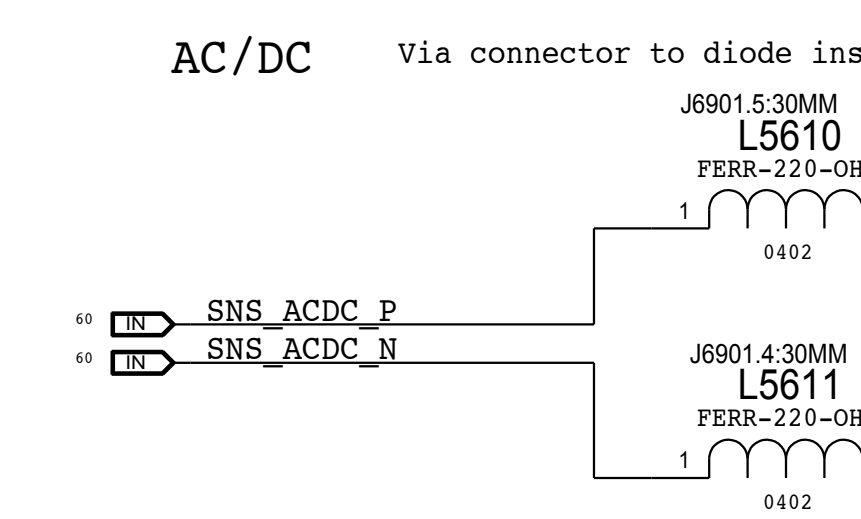 AC/DC Via connector to diode ins
J6901.5:30MM
L5610
FERR-220-OH
1
0402
60 IN SNS_ACDC_P
60 IN SNS_ACDC_N
J6901.4:30MM
L5611
FERR-220-OH
1
0402